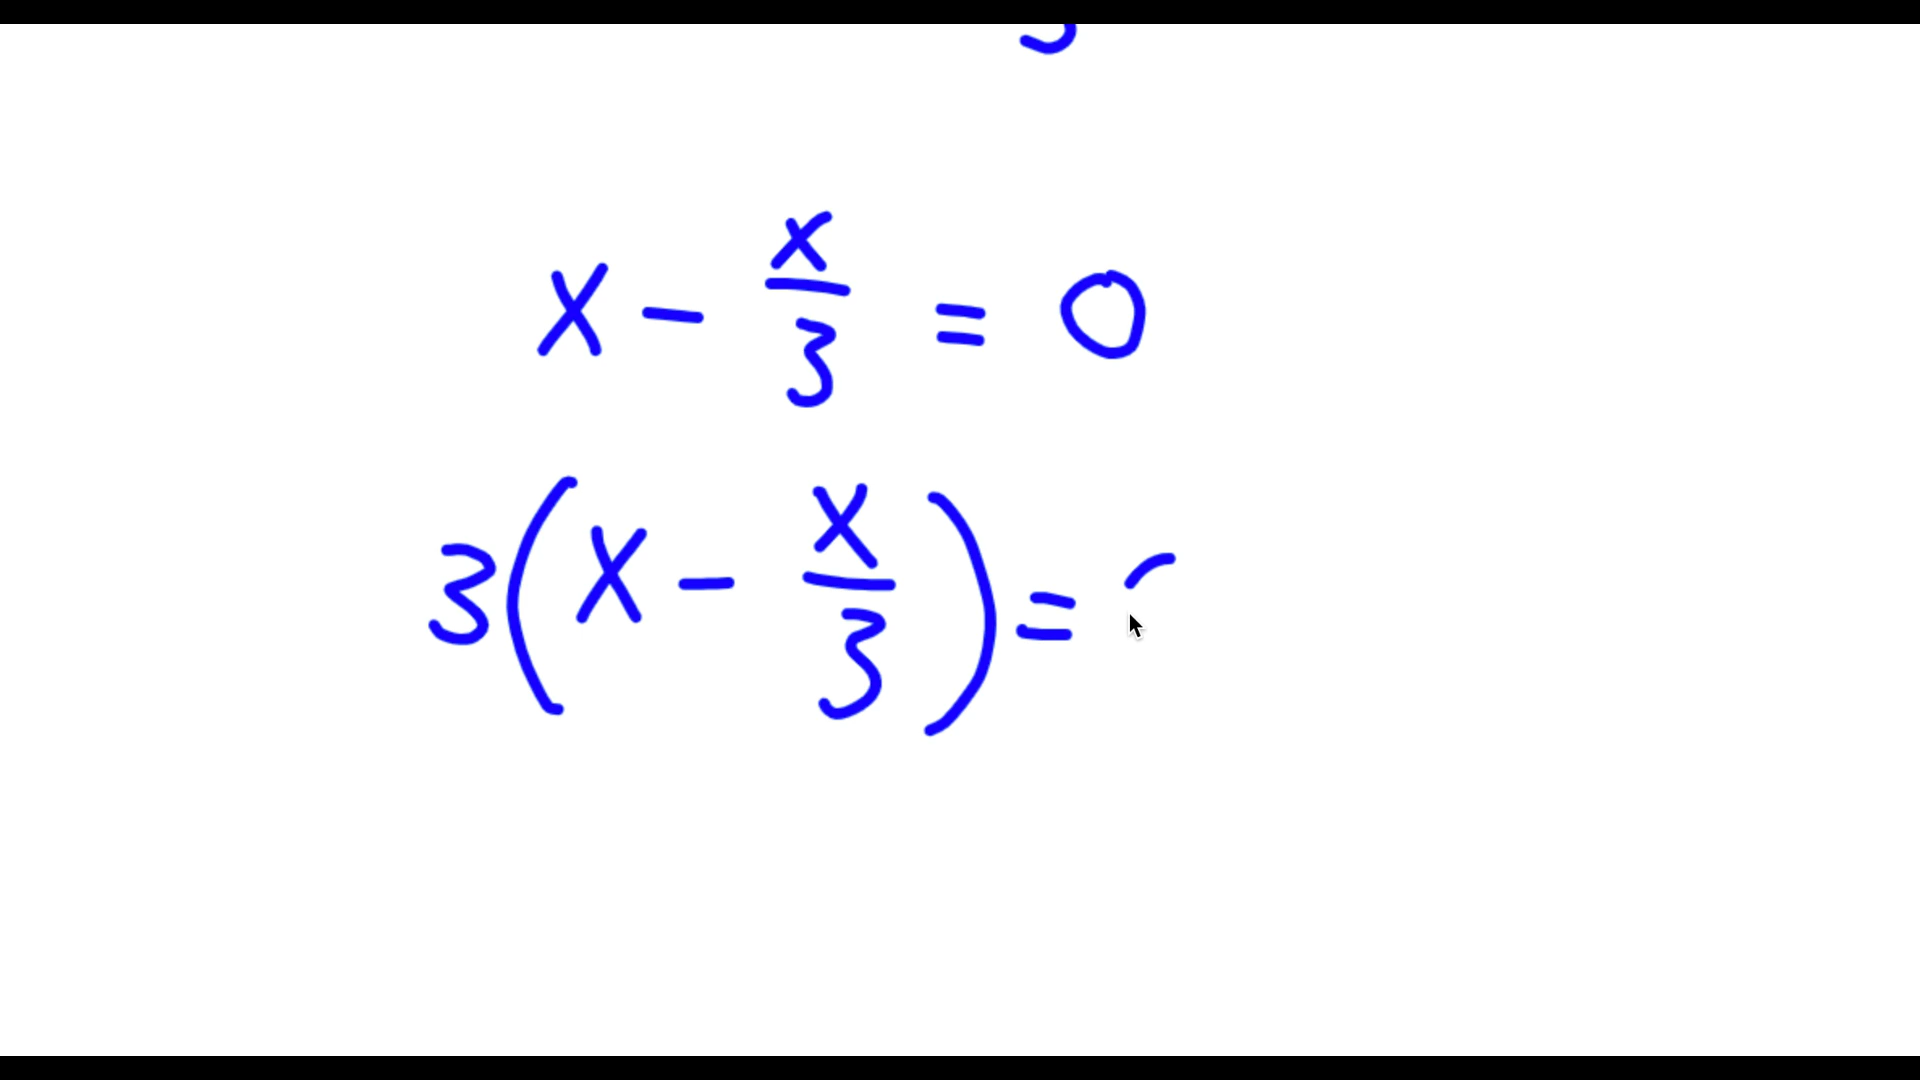 x - x/3 = 0
3(x - x/3) =